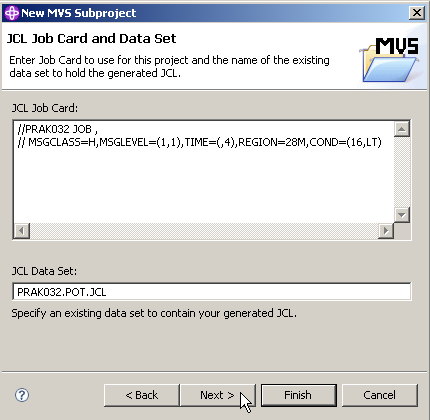 New MVS Subproject
JCL Job Card and Data Set
Enter Job Card to use for this project and the name of the existing
data set to hold the generated JCL.
MVS
JCL Job Card:
//PRAK032 JOB ,
// MSGCLASS=H,MSGLEVEL=(1,1),TIME=(,4),REGION=28M,COND=(16,LT)
JCL Data Set:
PRAK032.POT.JCL
Specify an existing data set to contain your generated JCL.
?
< Back
Next >
Finish
Cancel